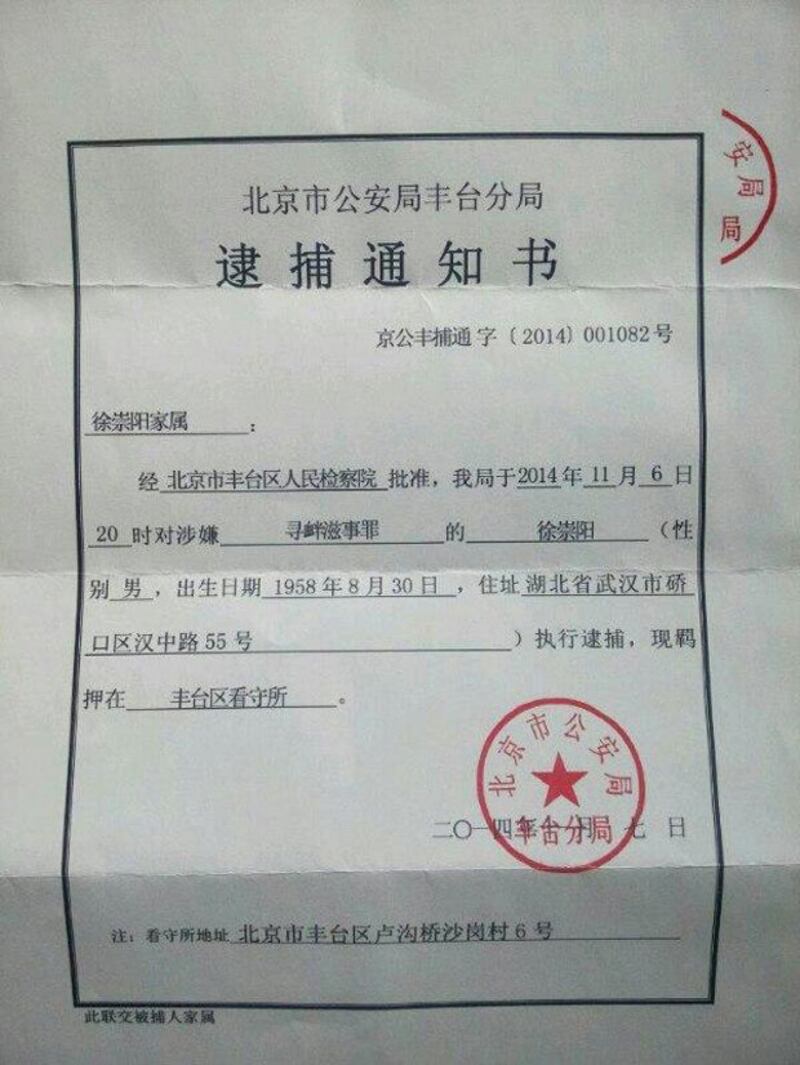 北京市公安局丰台分局
逮捕通知书
京公丰捕通字〔2014〕001082号
徐崇阳家属：
经北京市丰台区人民检察院批准，我局于2014年11月6日
20时对涉嫌寻衅滋事罪的徐崇阳（性
别男，出生日期1958年8月30日，住址湖北省武汉市硚
口区汉中路55号）执行逮捕，现羁
押在丰台区看守所。
北京市公安局
丰台分局
二〇一四年十一月七日
注：看守所地址北京市丰台区卢沟桥沙岗村6号
此联交被捕人家属
安局
局